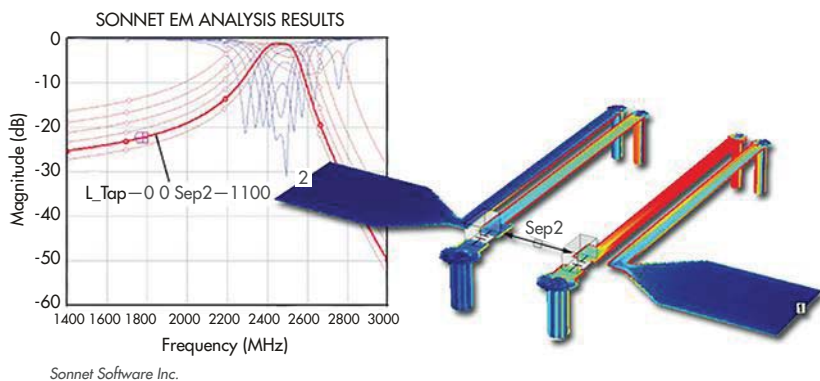 SONNET EM ANALYSIS RESULTS
0
-10
-20
-30
-40
-50
-60
Magnitude (dB)
L_Tap—0 0 Sep2—1100
1400 1600 1800 2000 2200 2400 2600 2800 3000
Frequency (MHz)
2
Sep2
1
Sonnet Software Inc.